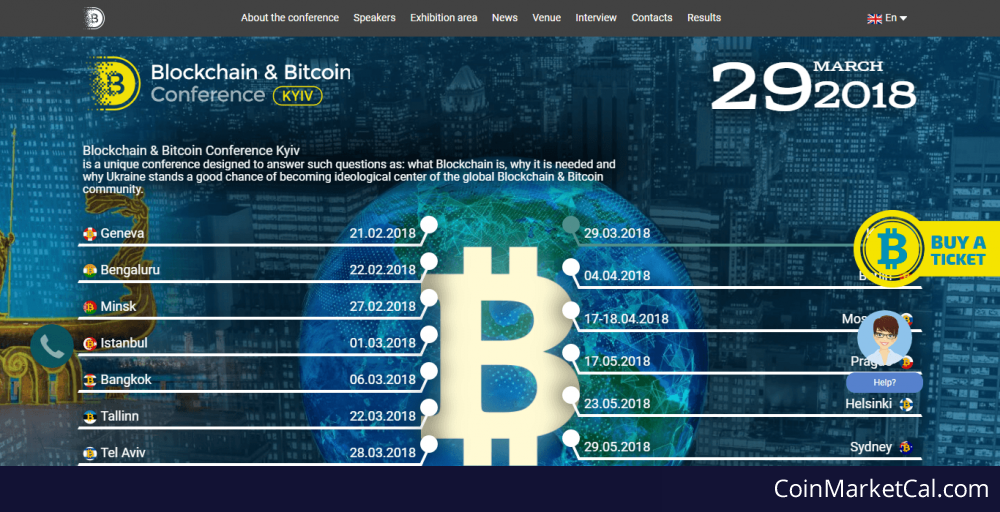 About the conference Speakers Exhibition area News Venue Interview Contacts Results En
Blockchain & Bitcoin
Conference KYIV
29 MARCH
2018
Blockchain & Bitcoin Conference Kyiv
is a unique conference designed to answer such questions as: what Blockchain is, why it is needed and
why Ukraine stands a good chance of becoming ideological center of the global Blockchain & Bitcoin
community.
Geneva 21.02.2018
Bengaluru 22.02.2018
Minsk 27.02.2018
Istanbul 01.03.2018
Bangkok 06.03.2018
Tallinn 22.03.2018
Tel Aviv 28.03.2018
29.03.2018
04.04.2018
17-18.04.2018
17.05.2018
23.05.2018 Helsinki
29.05.2018 Sydney
BUY A
TICKET
Help?
CoinMarketCal.com